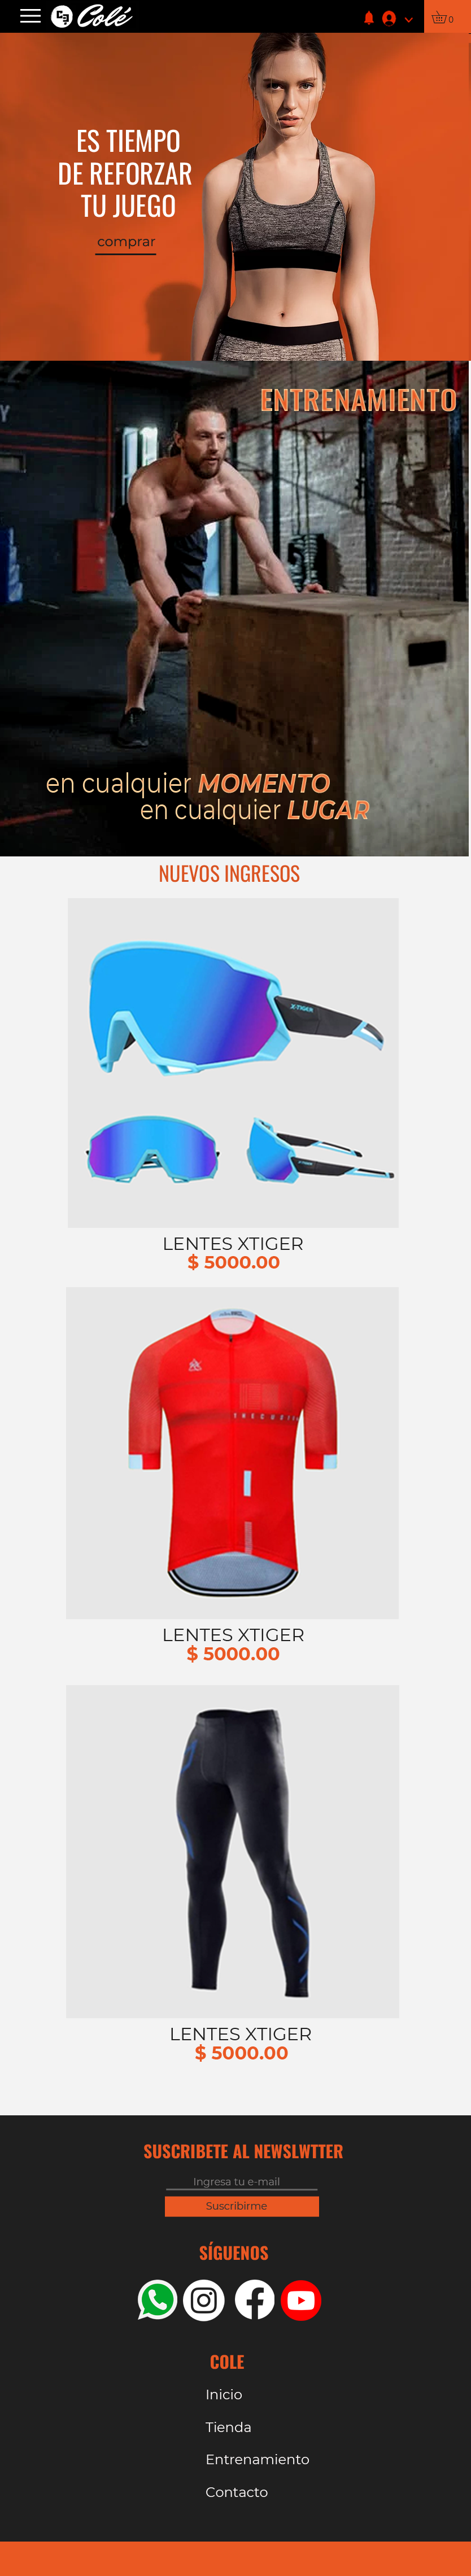 Colé
0
ES TIEMPO
DE REFORZAR
TU JUEGO
comprar
ENTRENAMIENTO
en cualquier MOMENTO
en cualquier LUGAR
NUEVOS INGRESOS
X-TIGER
X-TIGER
LENTES XTIGER
$ 5000.00
LENTES XTIGER
$ 5000.00
LENTES XTIGER
$ 5000.00
SUSCRIBETE AL NEWSLWTTER
Ingresa tu e-mail
Suscribirme
SÍGUENOS
COLE
Inicio
Tienda
Entrenamiento
Contacto